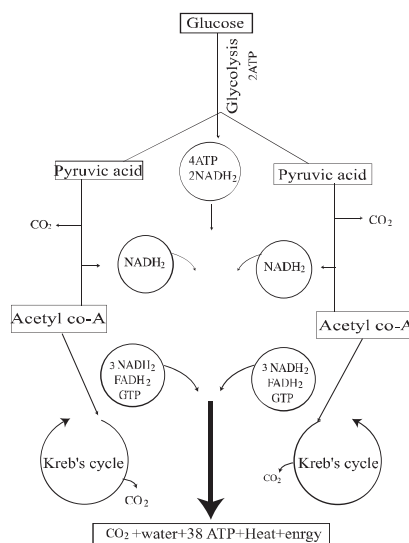 Glucose
Glycolysis
2ATP
4ATP
2NADH₂
Pyruvic acid
Pyruvic acid
CO₂
CO₂
NADH₂
NADH₂
Acetyl co-A
Acetyl co-A
3 NADH₂
FADH₂
GTP
3 NADH₂
FADH₂
GTP
Kreb's cycle
Kreb's cycle
CO₂
CO₂
CO₂ +water+38 ATP+Heat+enrgy